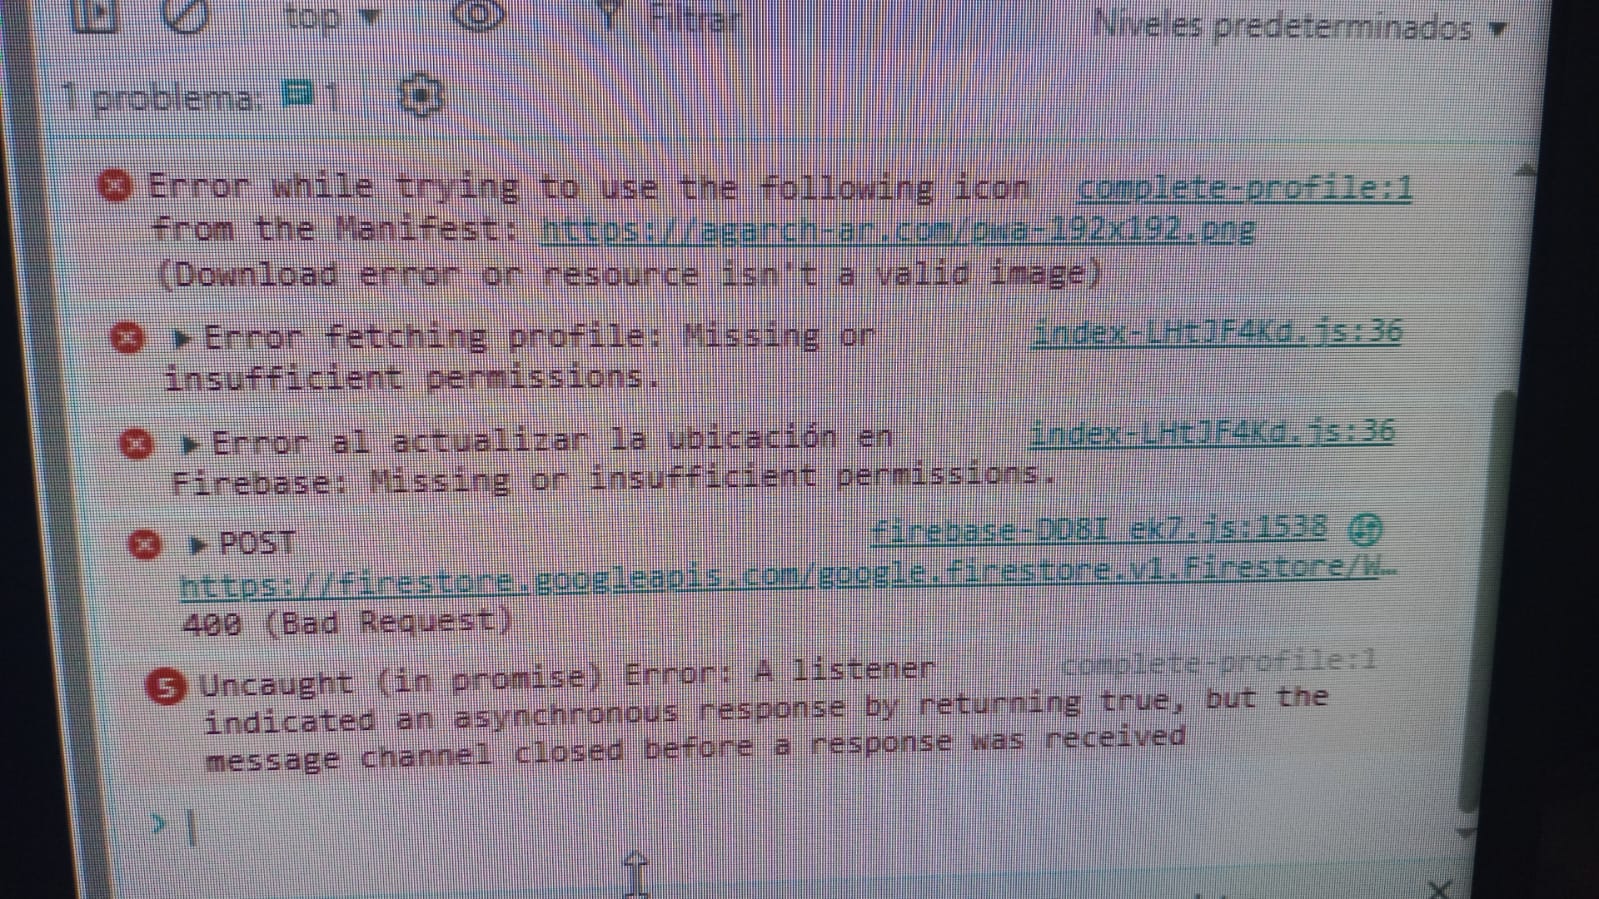 top ▼ Filtrar Niveles predeterminados ▼
1 problema: 1
Error while trying to use the following icon complete-profile:1
from the Manifest: https://agarch-ar.com/pwa-192x192.png
(Download error or resource isn't a valid image)
▶ Error fetching profile: Missing or index-LHtJF4Kd.js:36
insufficient permissions.
▶ Error al actualizar la ubicación en index-LHtJF4Kd.js:36
Firebase: Missing or insufficient permissions.
▶ POST firebase-DD8I_ek7.js:1538
https://firestore.googleapis.com/google.firestore.v1.Firestore/W…
400 (Bad Request)
5 Uncaught (in promise) Error: A listener complete-profile:1
indicated an asynchronous response by returning true, but the
message channel closed before a response was received